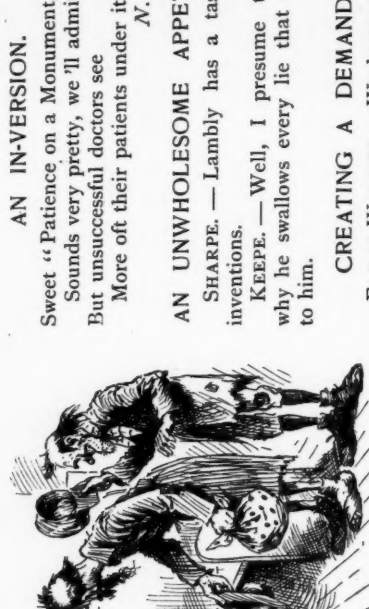 AN IN-VERSION.
Sweet “Patience on a Monument
Sounds very pretty, we'll admi
But unsuccessful doctors see
More oft their patients under it
N.
AN UNWHOLESOME APPE
SHARPE. — Lambly has a tas
inventions.
KEEPE. — Well, I presume t
why he swallows every lie that
to him.
CREATING A DEMAND